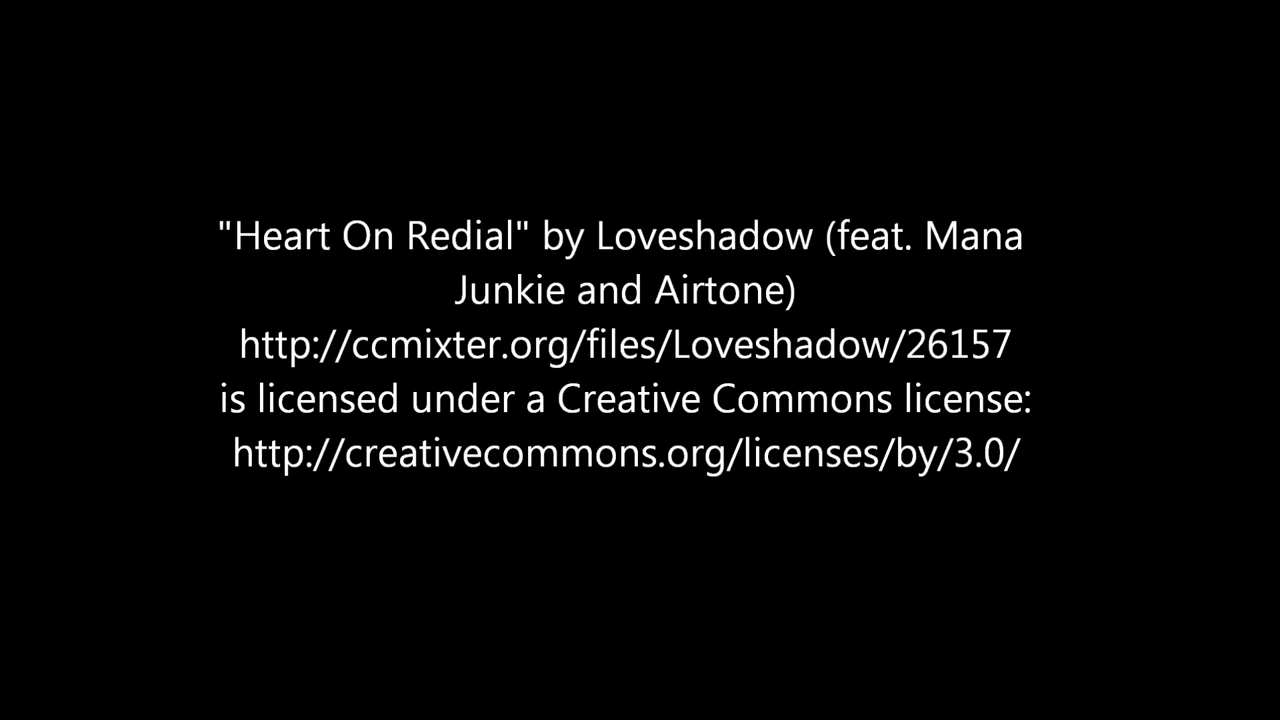 "Heart On Redial" by Loveshadow (feat. Mana
Junkie and Airtone)
http://ccmixter.org/files/Loveshadow/26157
is licensed under a Creative Commons license:
http://creativecommons.org/licenses/by/3.0/